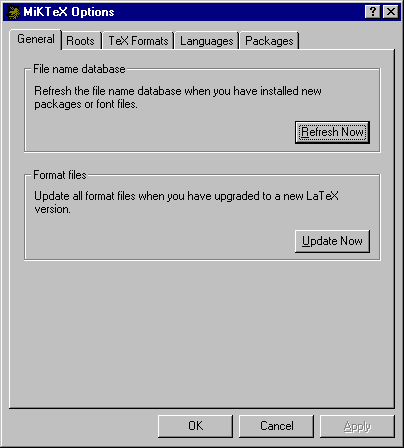 MiKTeX Options
General Roots TeX Formats Languages Packages
File name database
Refresh the file name database when you have installed new
packages or font files.
Refresh Now
Format files
Update all format files when you have upgraded to a new LaTeX
version.
Update Now
OK Cancel Apply